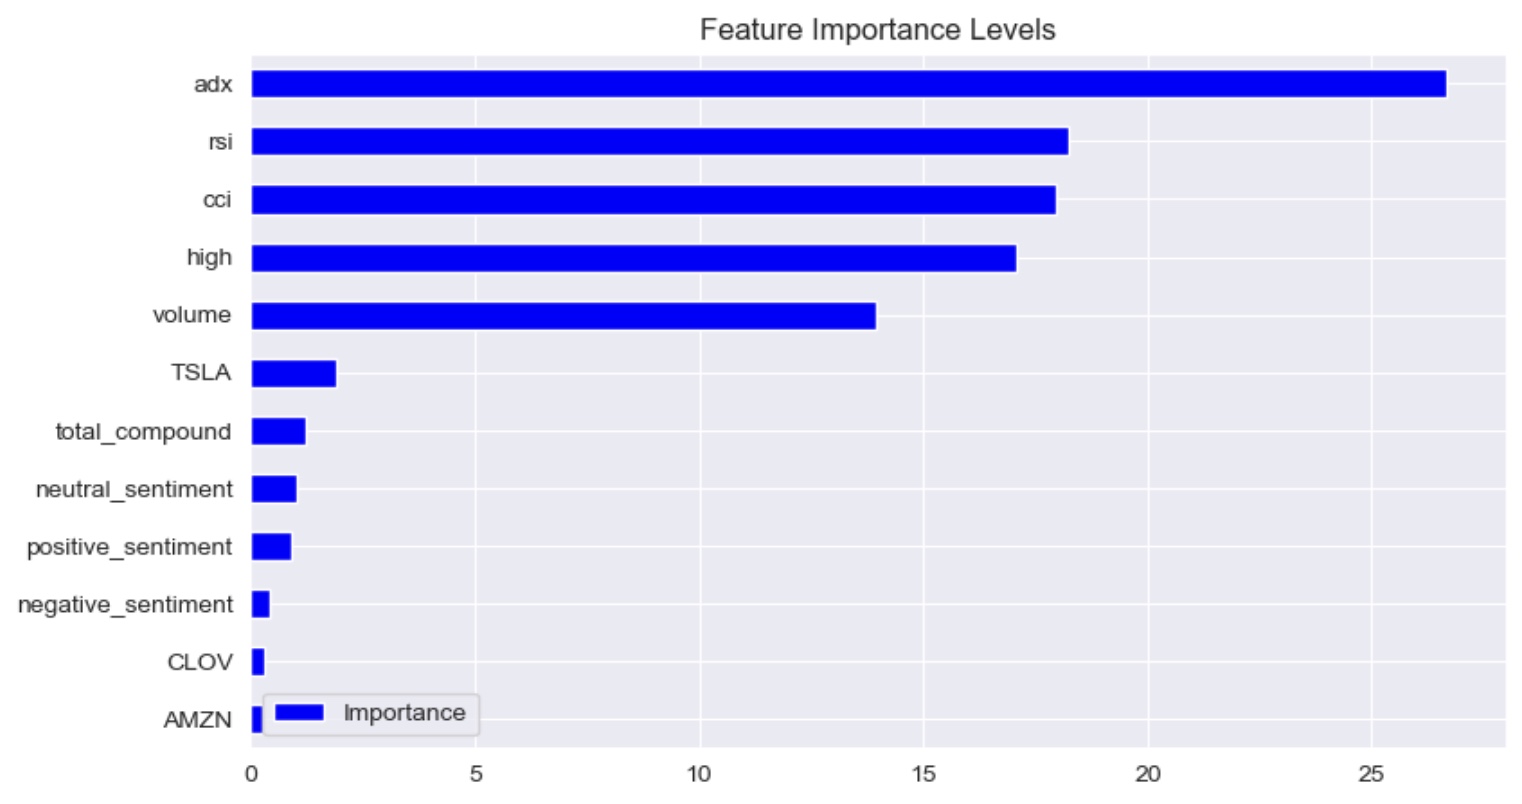 Feature Importance Levels
adx
rsi
cci
high
volume
TSLA
total_compound
neutral_sentiment
positive_sentiment
negative_sentiment
CLOV
AMZN
Importance
0 5 10 15 20 25